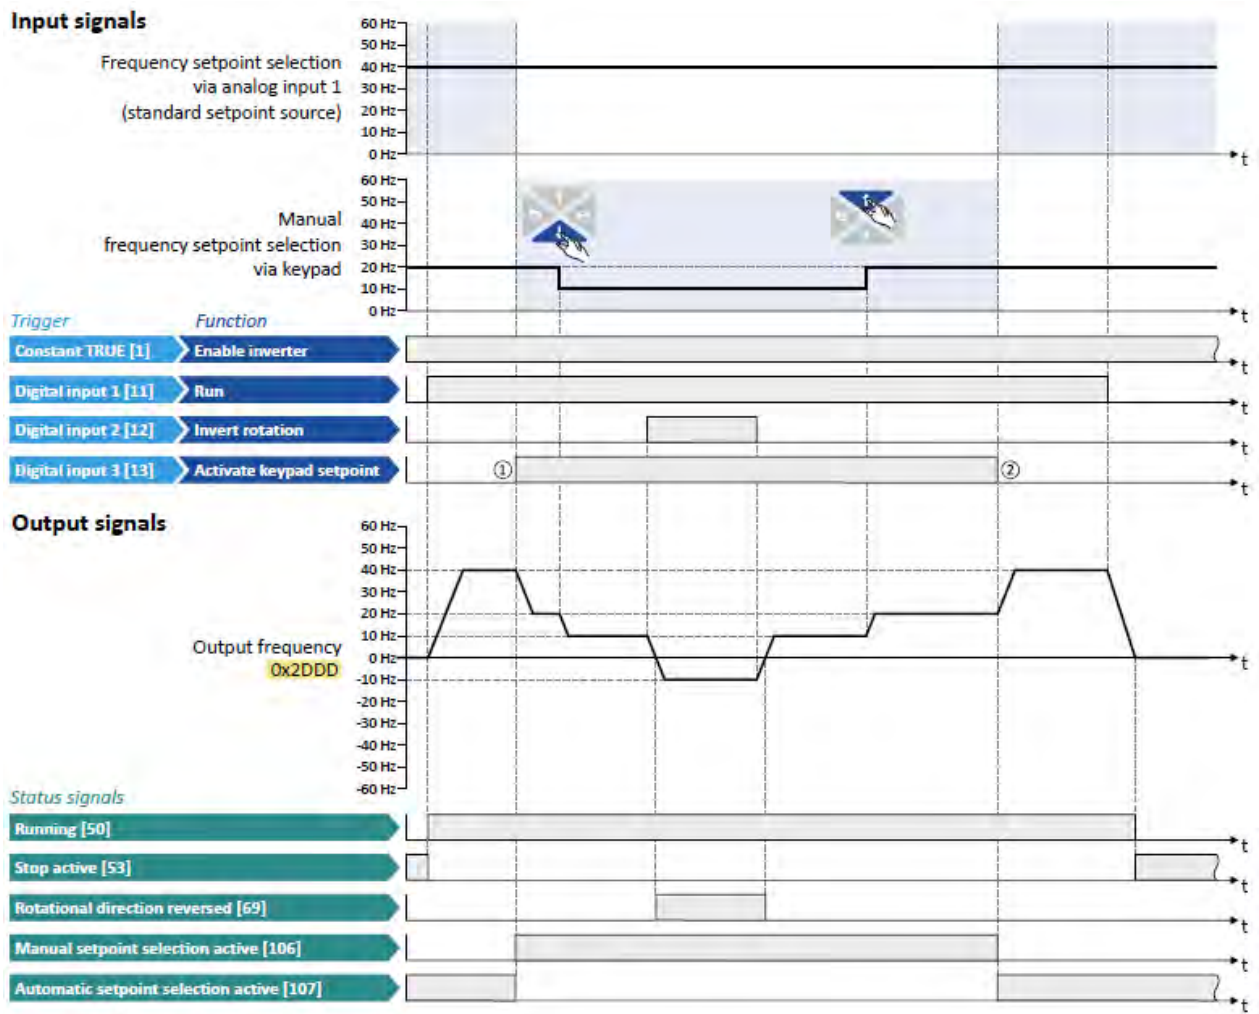 Input signals
Frequency setpoint selection
via analog input 1
(standard setpoint source)
60 Hz
50 Hz
40 Hz
30 Hz
20 Hz
10 Hz
0 Hz
t
Manual
frequency setpoint selection
via keypad
60 Hz
50 Hz
40 Hz
30 Hz
20 Hz
10 Hz
0 Hz
t
Trigger Function
Constant TRUE [1] Enable inverter t
Digital input 1 [11] Run t
Digital input 2 [12] Invert rotation t
Digital input 3 [13] Activate keypad setpoint ① ② t
Output signals
Output frequency
0x2DDD
60 Hz
50 Hz
40 Hz
30 Hz
20 Hz
10 Hz
0 Hz
-10 Hz
-20 Hz
-30 Hz
-40 Hz
-50 Hz
-60 Hz
t
Status signals
Running [50] t
Stop active [53] t
Rotational direction reversed [69] t
Manual setpoint selection active [106] t
Automatic setpoint selection active [107] t